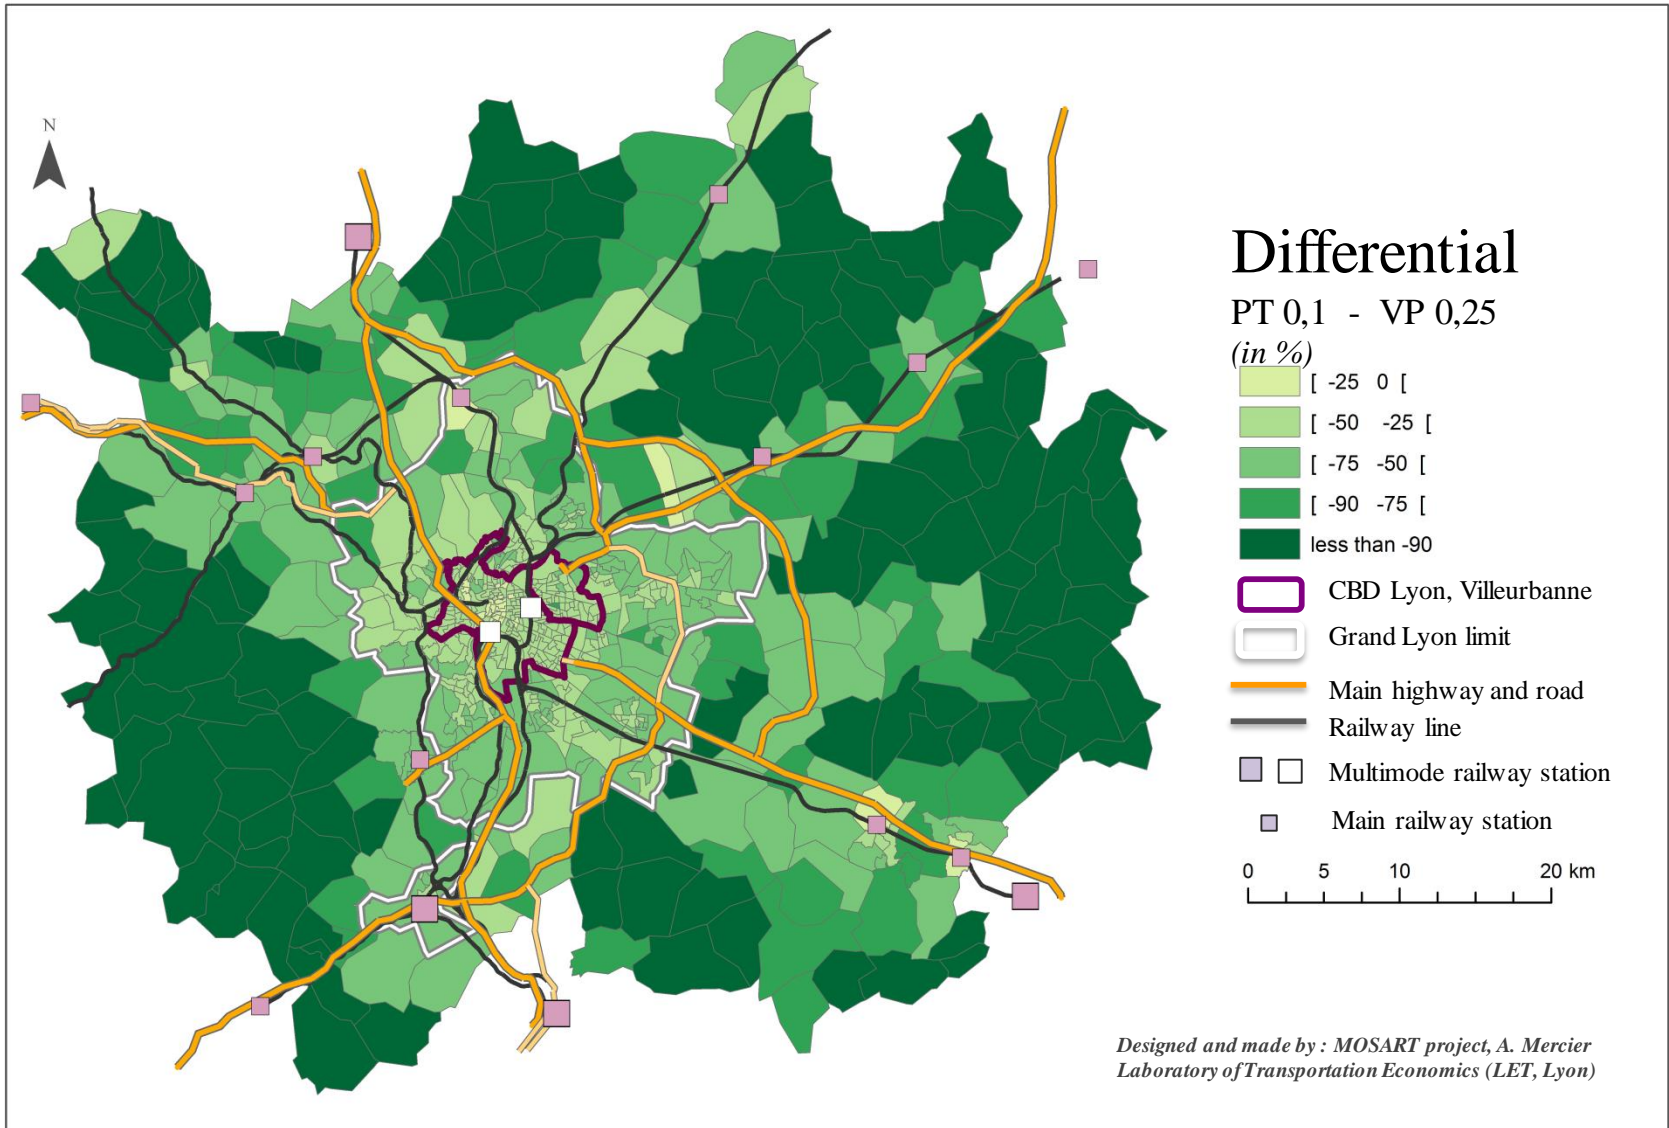 N
Differential
PT 0,1 - VP 0,25
(in %)
[ -25 0 [
[ -50 -25 [
[ -75 -50 [
[ -90 -75 [
less than -90
CBD Lyon, Villeurbanne
Grand Lyon limit
Main highway and road
Railway line
Multimode railway station
Main railway station
0 5 10 20 km
Designed and made by : MOSART project, A. Mercier
Laboratory of Transportation Economics (LET, Lyon)